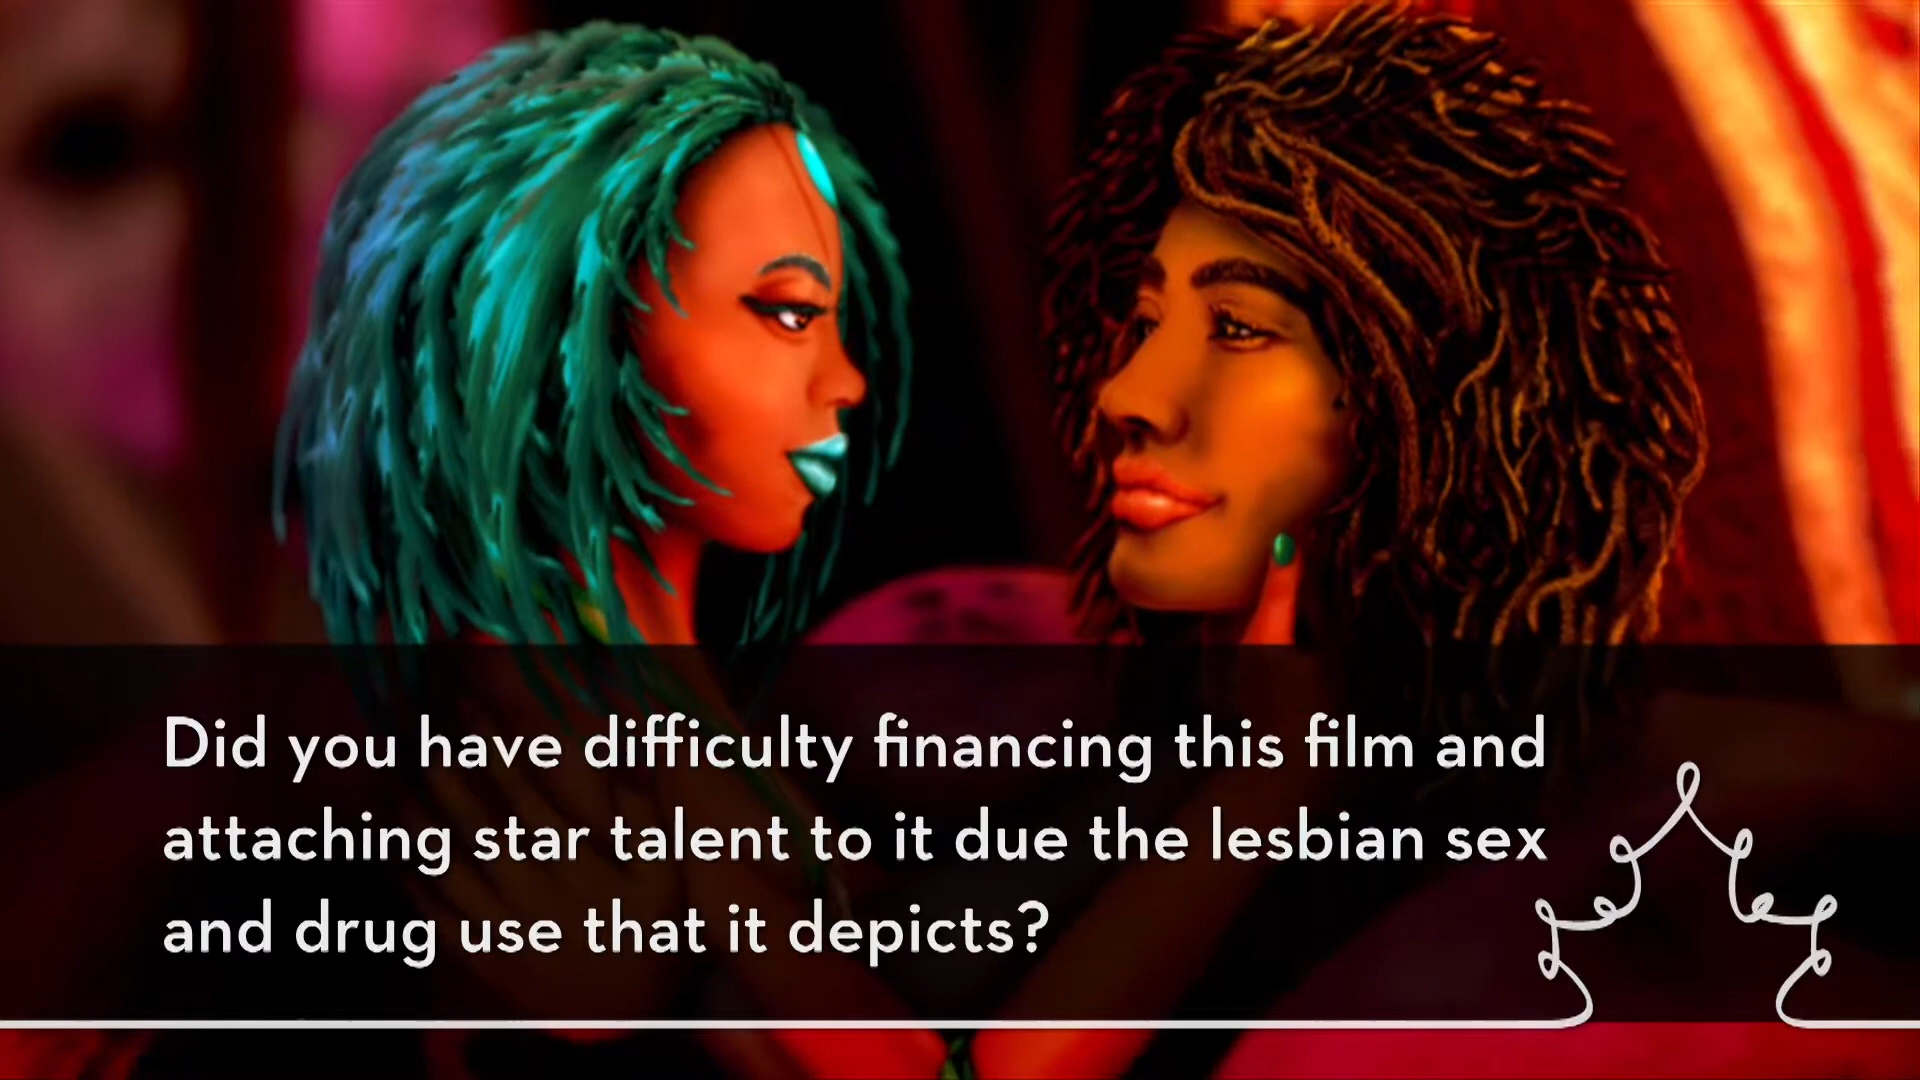 Did you have difficulty financing this film and
attaching star talent to it due the lesbian sex
and drug use that it depicts?